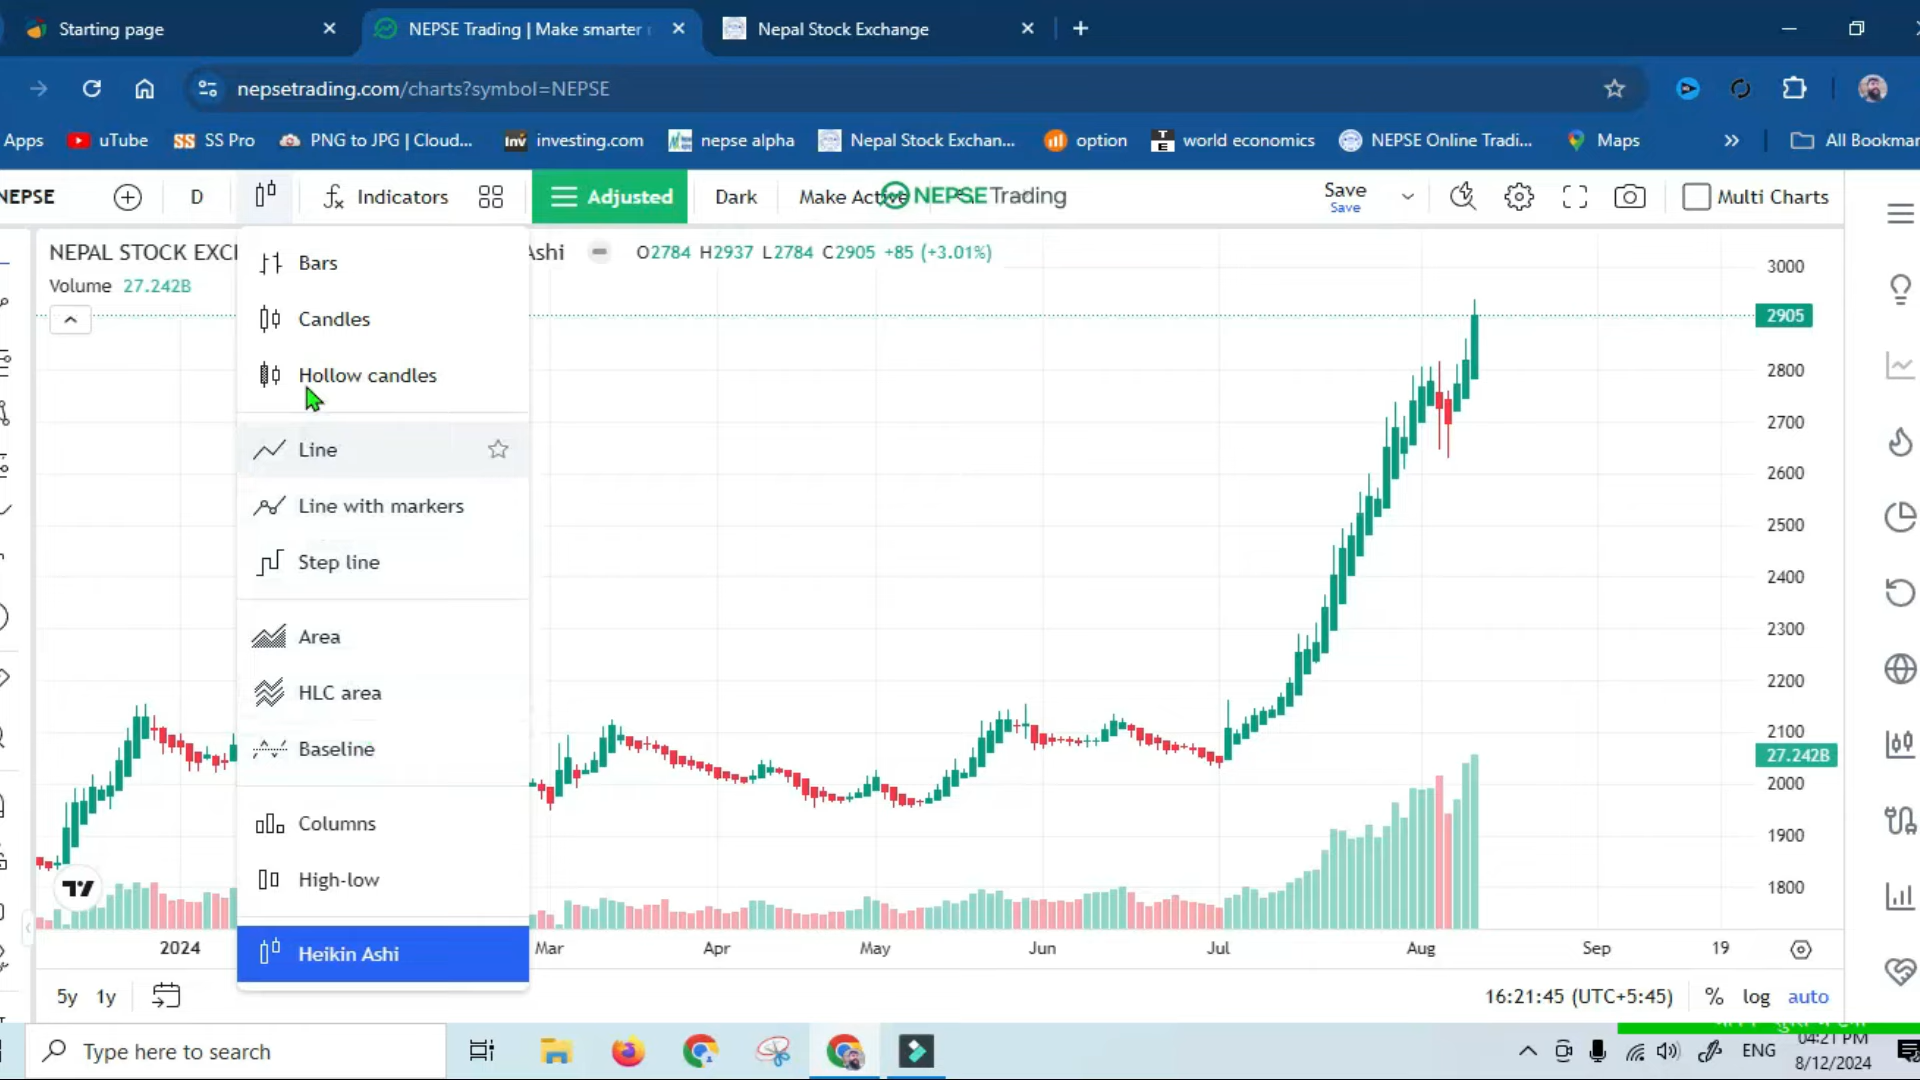 Starting page
NEPSE Trading | Make smarter
Nepal Stock Exchange
nepsetrading.com/charts?symbol=NEPSE
Apps
uTube
SS SS Pro
PNG to JPG | Cloud...
Inv investing.com
nepse alpha
Nepal Stock Exchan...
option
TE world economics
NEPSE Online Tradi...
Maps
All Bookmar
NEPSE
D
Indicators
Adjusted
Dark
Make Active
NEPSE Trading
Save
Save
Multi Charts
NEPAL STOCK EXC
Ashi
O2784 H2937 L2784 C2905 +85 (+3.01%)
Volume 27.242B
Bars
Candles
Hollow candles
Line
Line with markers
Step line
Area
HLC area
Baseline
Columns
High-low
Heikin Ashi
3000
2905
2800
2700
2600
2500
2400
2300
2200
2100
27.242B
2000
1900
1800
2024
Mar
Apr
May
Jun
Jul
Aug
Sep
19
5y 1y
16:21:45 (UTC+5:45)
% log auto
Type here to search
ENG
04:21 PM
8/12/2024